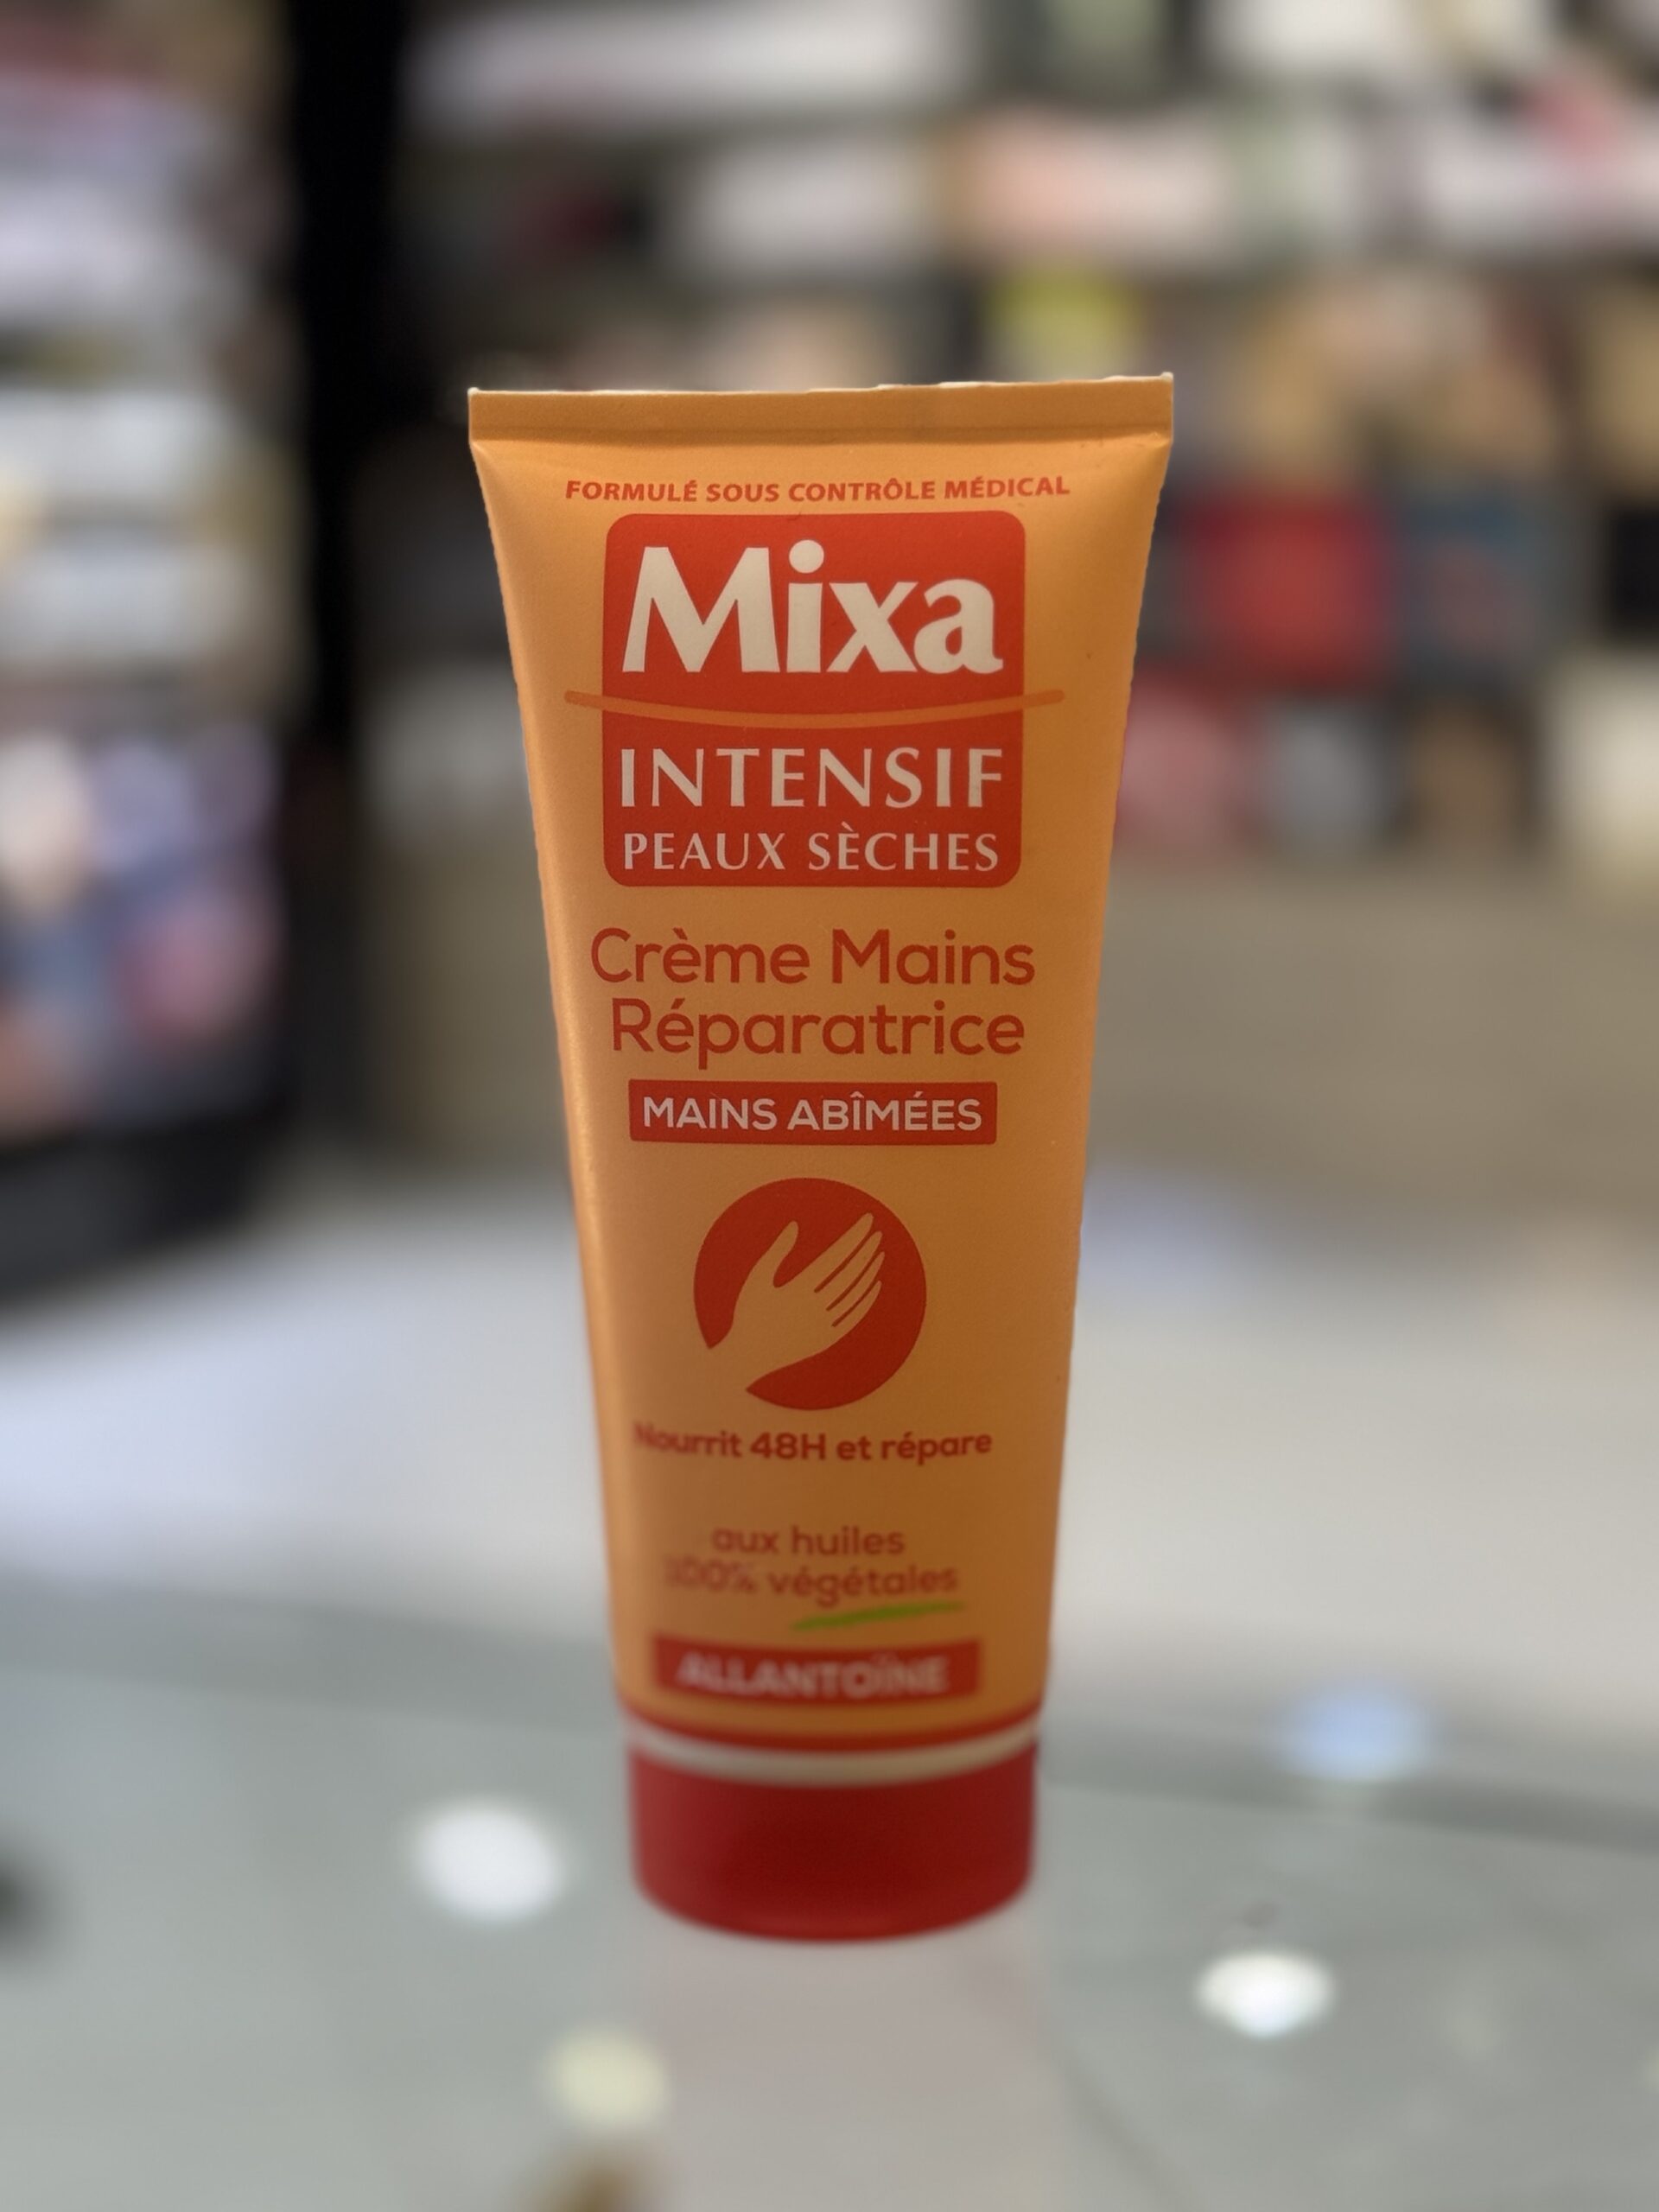 FORMULÉ SOUS CONTRÔLE MÉDICAL
Mixa
INTENSIF
PEAUX SÈCHES
Crème Mains
Réparatrice
MAINS ABÎMÉES
Nourrit 48H et répare
aux huiles
100% végétales
ALLANTOÏNE